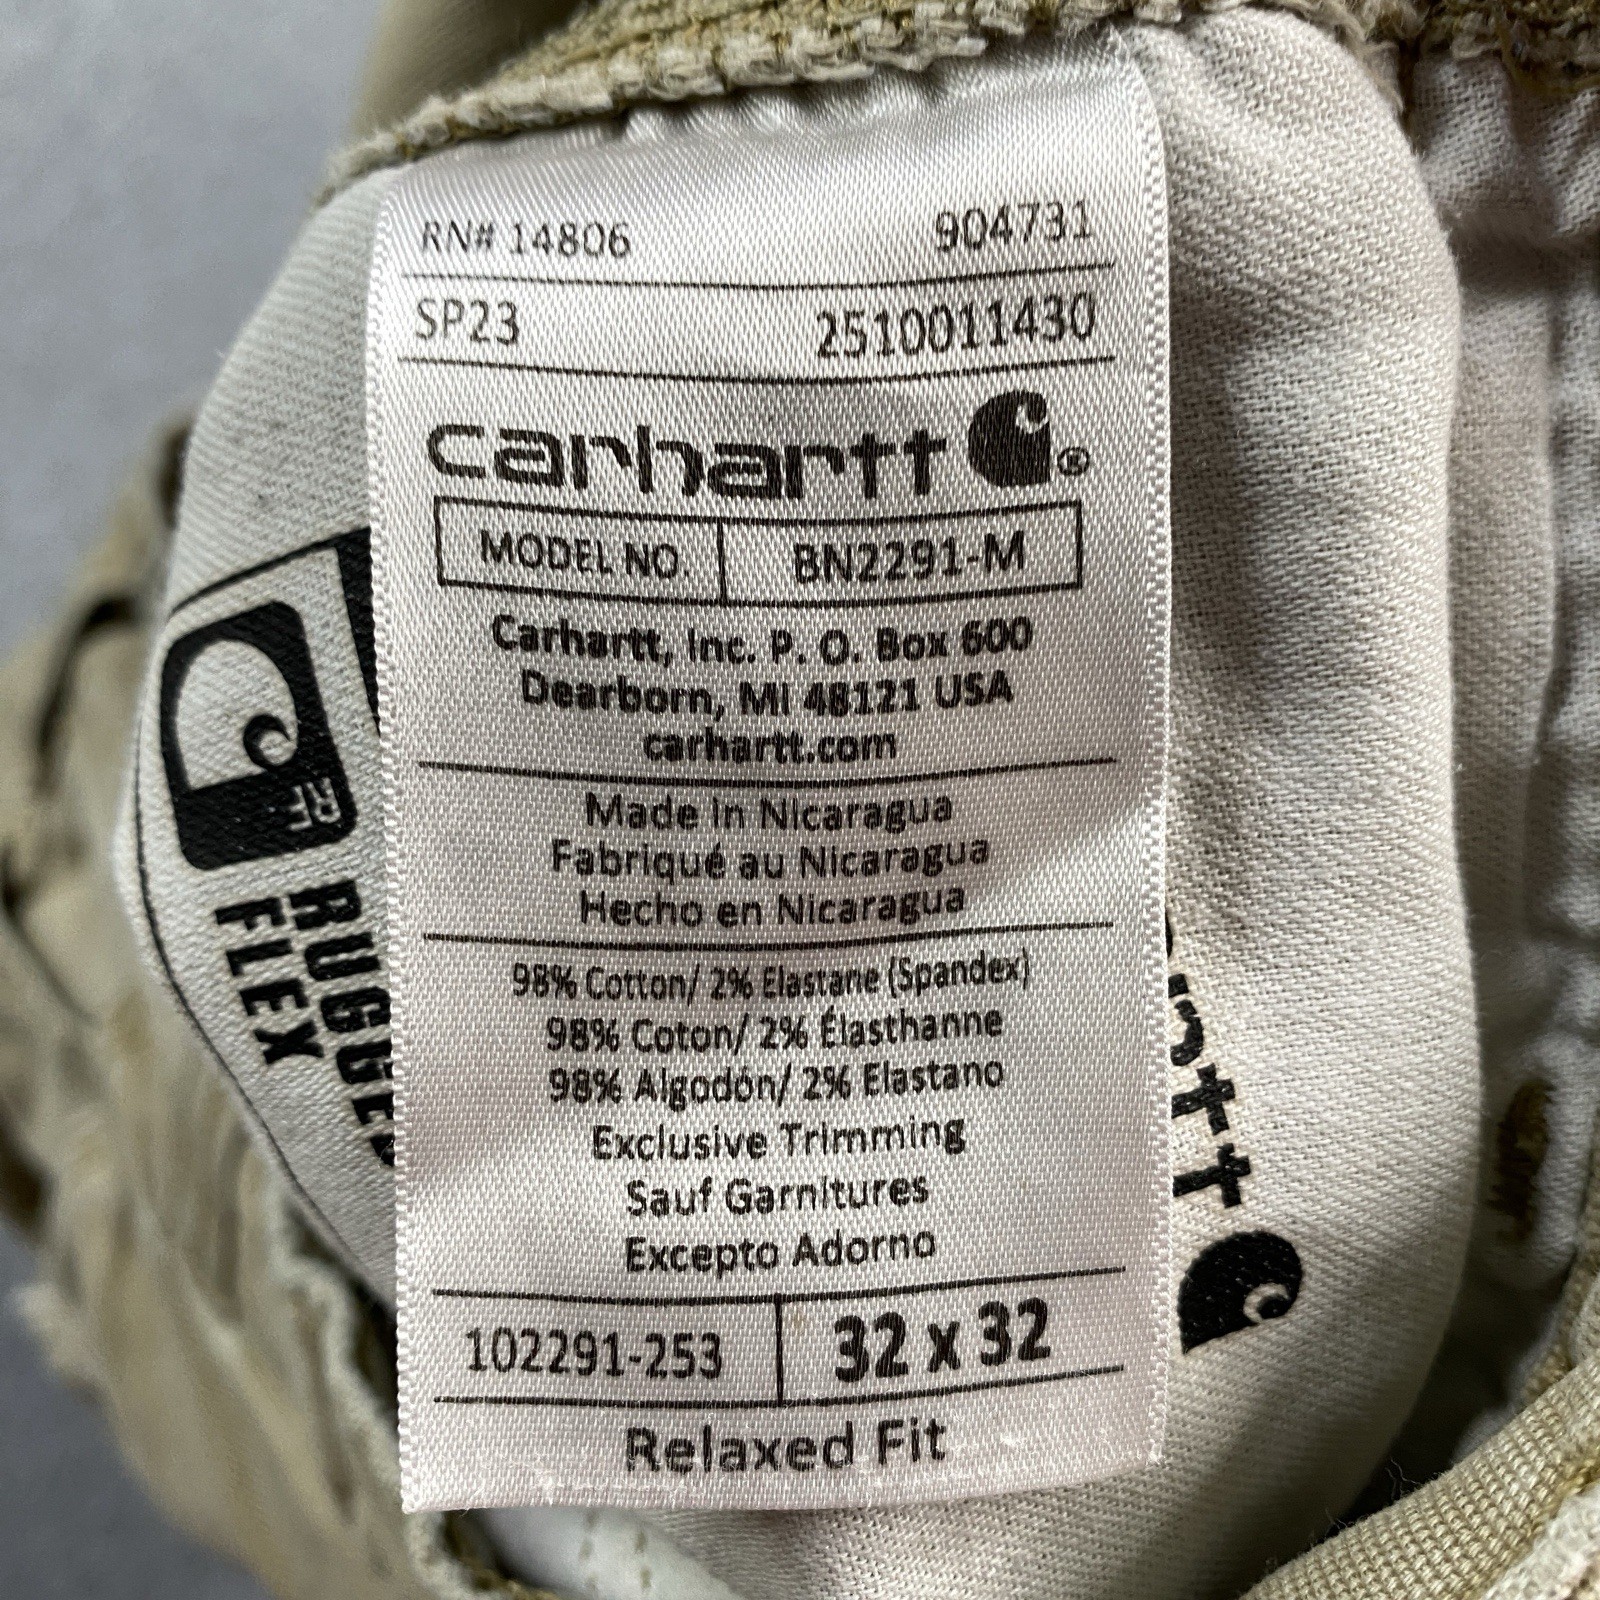 RN# 14806 904731
SP23 2510011430
carhartt ®
MODEL NO. BN2291-M
Carhartt, Inc. P. O. Box 600
Dearborn, MI 48121 USA
carhartt.com
Made In Nicaragua
Fabriqué au Nicaragua
Hecho en Nicaragua
98% Cotton/ 2% Elastane (Spandex)
98% Coton/ 2% Élasthanne
98% Algodón/ 2% Elastano
Exclusive Trimming
Sauf Garnitures
Excepto Adorno
102291-253 32 x 32
Relaxed Fit
RF
RUGGED
FLEX